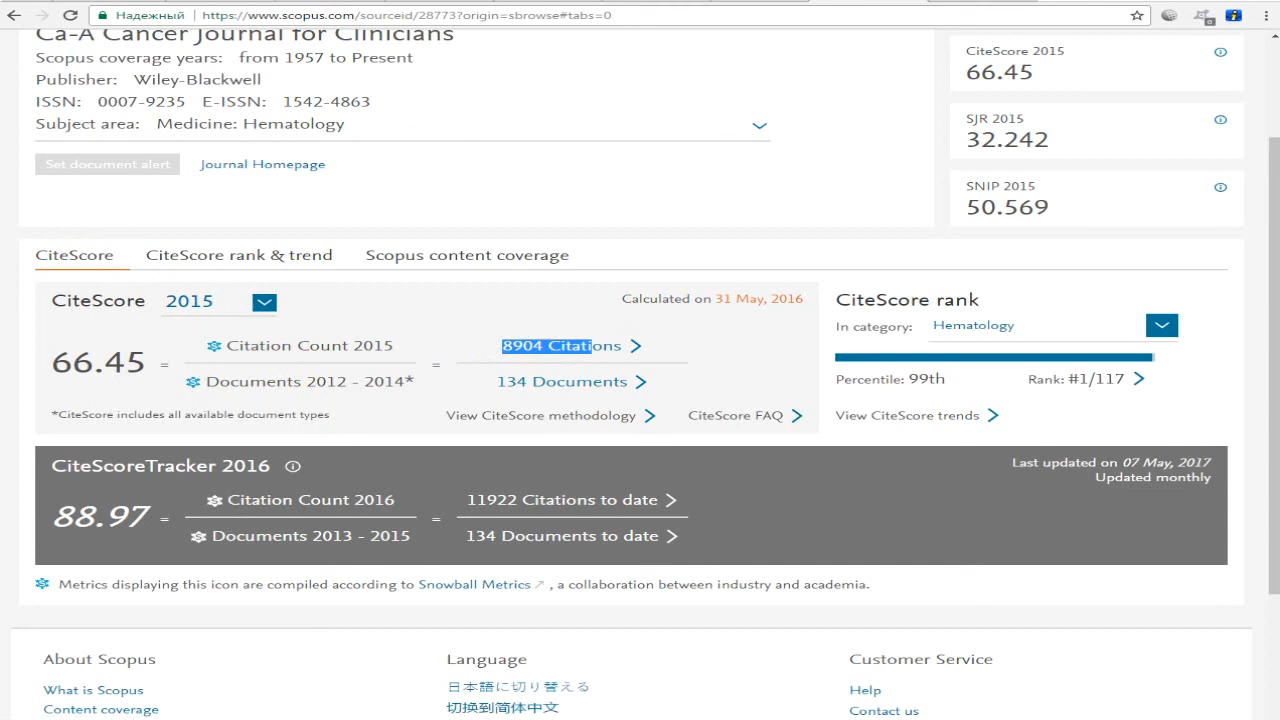 Надежный https://www.scopus.com/sourceid/28773?origin=sbrowse#tabs=0
Ca-A Cancer Journal for Clinicians
Scopus coverage years: from 1957 to Present
Publisher: Wiley-Blackwell
ISSN: 0007-9235 E-ISSN: 1542-4863
Subject area: Medicine: Hematology
Set document alert Journal Homepage
CiteScore 2015
66.45
SJR 2015
32.242
SNIP 2015
50.569
CiteScore CiteScore rank & trend Scopus content coverage
CiteScore 2015 Calculated on 31 May, 2016
66.45 = Citation Count 2015 = 8904 Citations >
Documents 2012 - 2014* 134 Documents >
*CiteScore includes all available document types View CiteScore methodology > CiteScore FAQ >
CiteScore rank
In category: Hematology
Percentile: 99th Rank: #1/117 >
View CiteScore trends >
CiteScoreTracker 2016 Last updated on 07 May, 2017
Updated monthly
88.97 = Citation Count 2016 = 11922 Citations to date >
Documents 2013 - 2015 134 Documents to date >
Metrics displaying this icon are compiled according to Snowball Metrics ↗ , a collaboration between industry and academia.
About Scopus
What is Scopus
Content coverage
Language
日本語に切り替える
切换到简体中文
Customer Service
Help
Contact us